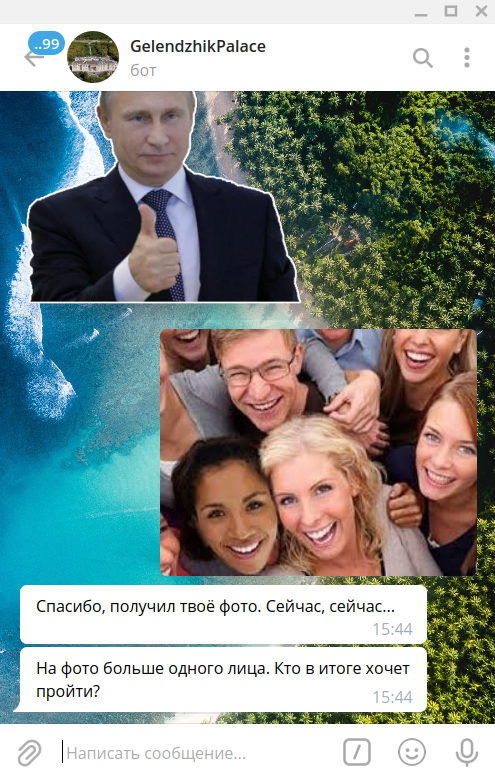 ..99
GelendzhikPalace
бот
Спасибо, получил твоё фото. Сейчас, сейчас...
15:44
На фото больше одного лица. Кто в итоге хочет
пройти?
15:44
Написать сообщение...